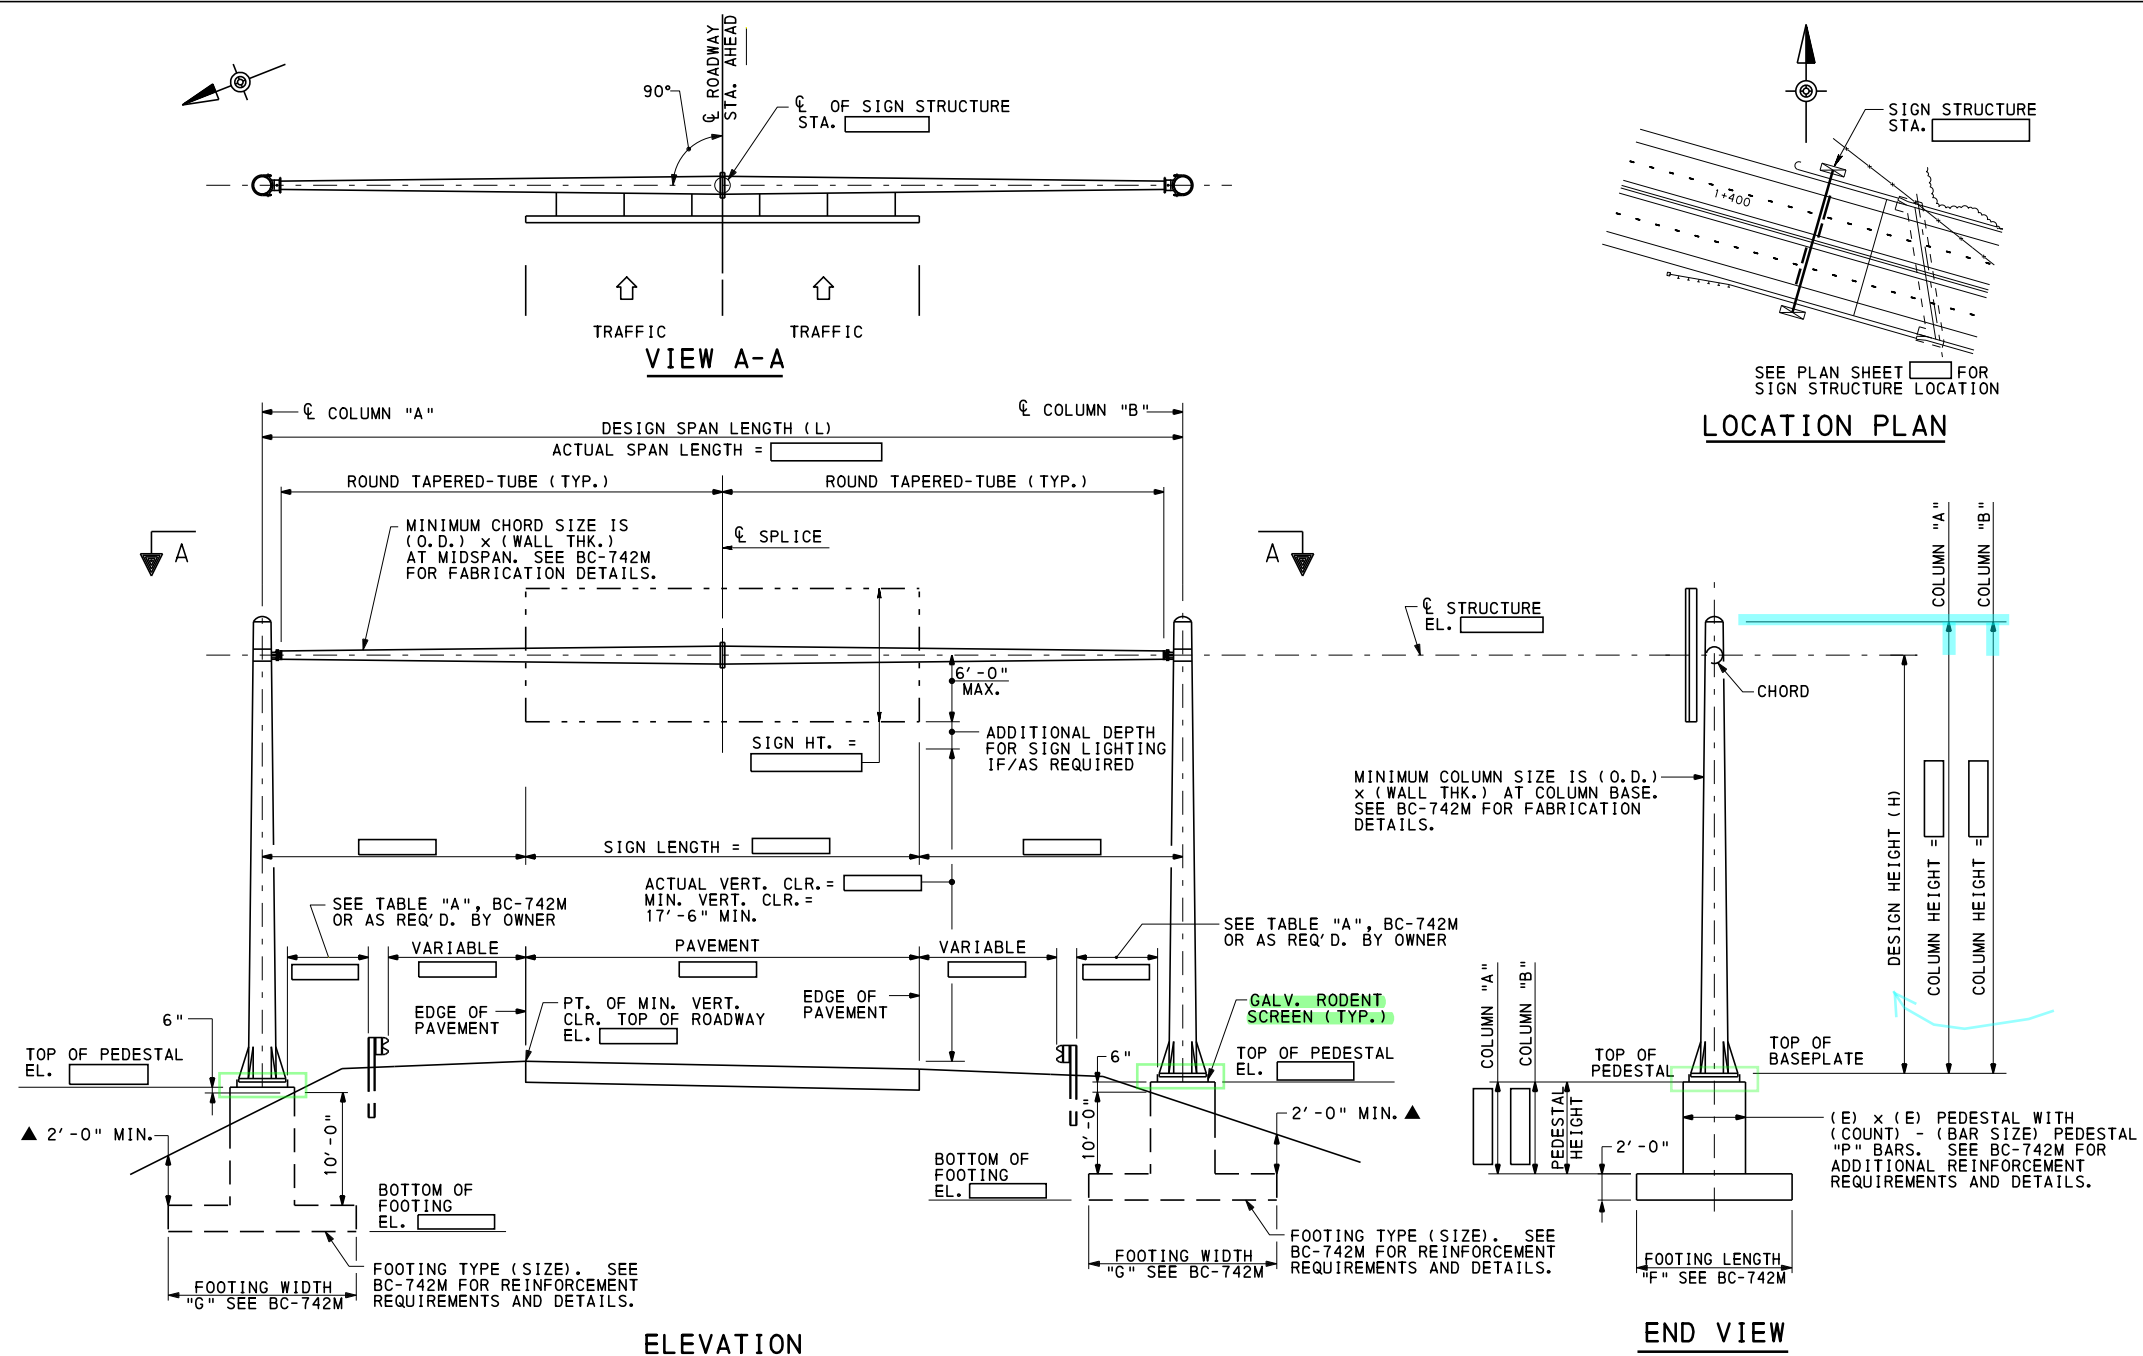 ℄ ROADWAY
STA. AHEAD
90°
℄ OF SIGN STRUCTURE
STA.
TRAFFIC
TRAFFIC
VIEW A-A
SIGN STRUCTURE
STA.
1+400
SEE PLAN SHEET FOR
SIGN STRUCTURE LOCATION
LOCATION PLAN
℄ COLUMN "A"
℄ COLUMN "B"
DESIGN SPAN LENGTH (L)
ACTUAL SPAN LENGTH =
ROUND TAPERED-TUBE (TYP.)
ROUND TAPERED-TUBE (TYP.)
MINIMUM CHORD SIZE IS
(O.D.) x (WALL THK.)
AT MIDSPAN. SEE BC-742M
FOR FABRICATION DETAILS.
℄ SPLICE
A
A
6'-0"
MAX.
SIGN HT. =
ADDITIONAL DEPTH
FOR SIGN LIGHTING
IF/AS REQUIRED
SIGN LENGTH =
ACTUAL VERT. CLR.=
MIN. VERT. CLR.=
17'-6" MIN.
SEE TABLE "A", BC-742M
OR AS REQ'D. BY OWNER
SEE TABLE "A", BC-742M
OR AS REQ'D. BY OWNER
VARIABLE
PAVEMENT
VARIABLE
EDGE OF
PAVEMENT
PT. OF MIN. VERT.
CLR. TOP OF ROADWAY
EL.
EDGE OF
PAVEMENT
GALV. RODENT
SCREEN (TYP.)
6"
TOP OF PEDESTAL
EL.
6"
TOP OF PEDESTAL
EL.
▲ 2'-0" MIN.
10'-0"
10'-0"
2'-0" MIN. ▲
BOTTOM OF
FOOTING
EL.
BOTTOM OF
FOOTING
EL.
FOOTING TYPE (SIZE). SEE
BC-742M FOR REINFORCEMENT
REQUIREMENTS AND DETAILS.
FOOTING TYPE (SIZE). SEE
BC-742M FOR REINFORCEMENT
REQUIREMENTS AND DETAILS.
FOOTING WIDTH
"G" SEE BC-742M
FOOTING WIDTH
"G" SEE BC-742M
ELEVATION
℄ STRUCTURE
EL.
CHORD
MINIMUM COLUMN SIZE IS (O.D.)
x (WALL THK.) AT COLUMN BASE.
SEE BC-742M FOR FABRICATION
DETAILS.
DESIGN HEIGHT (H)
COLUMN HEIGHT = COLUMN "A"
COLUMN HEIGHT = COLUMN "B"
COLUMN "A"
COLUMN "B"
TOP OF
PEDESTAL
TOP OF
BASEPLATE
PEDESTAL
HEIGHT
2'-0"
(E) x (E) PEDESTAL WITH
(COUNT) - (BAR SIZE) PEDESTAL
"P" BARS. SEE BC-742M FOR
ADDITIONAL REINFORCEMENT
REQUIREMENTS AND DETAILS.
FOOTING LENGTH
"F" SEE BC-742M
END VIEW